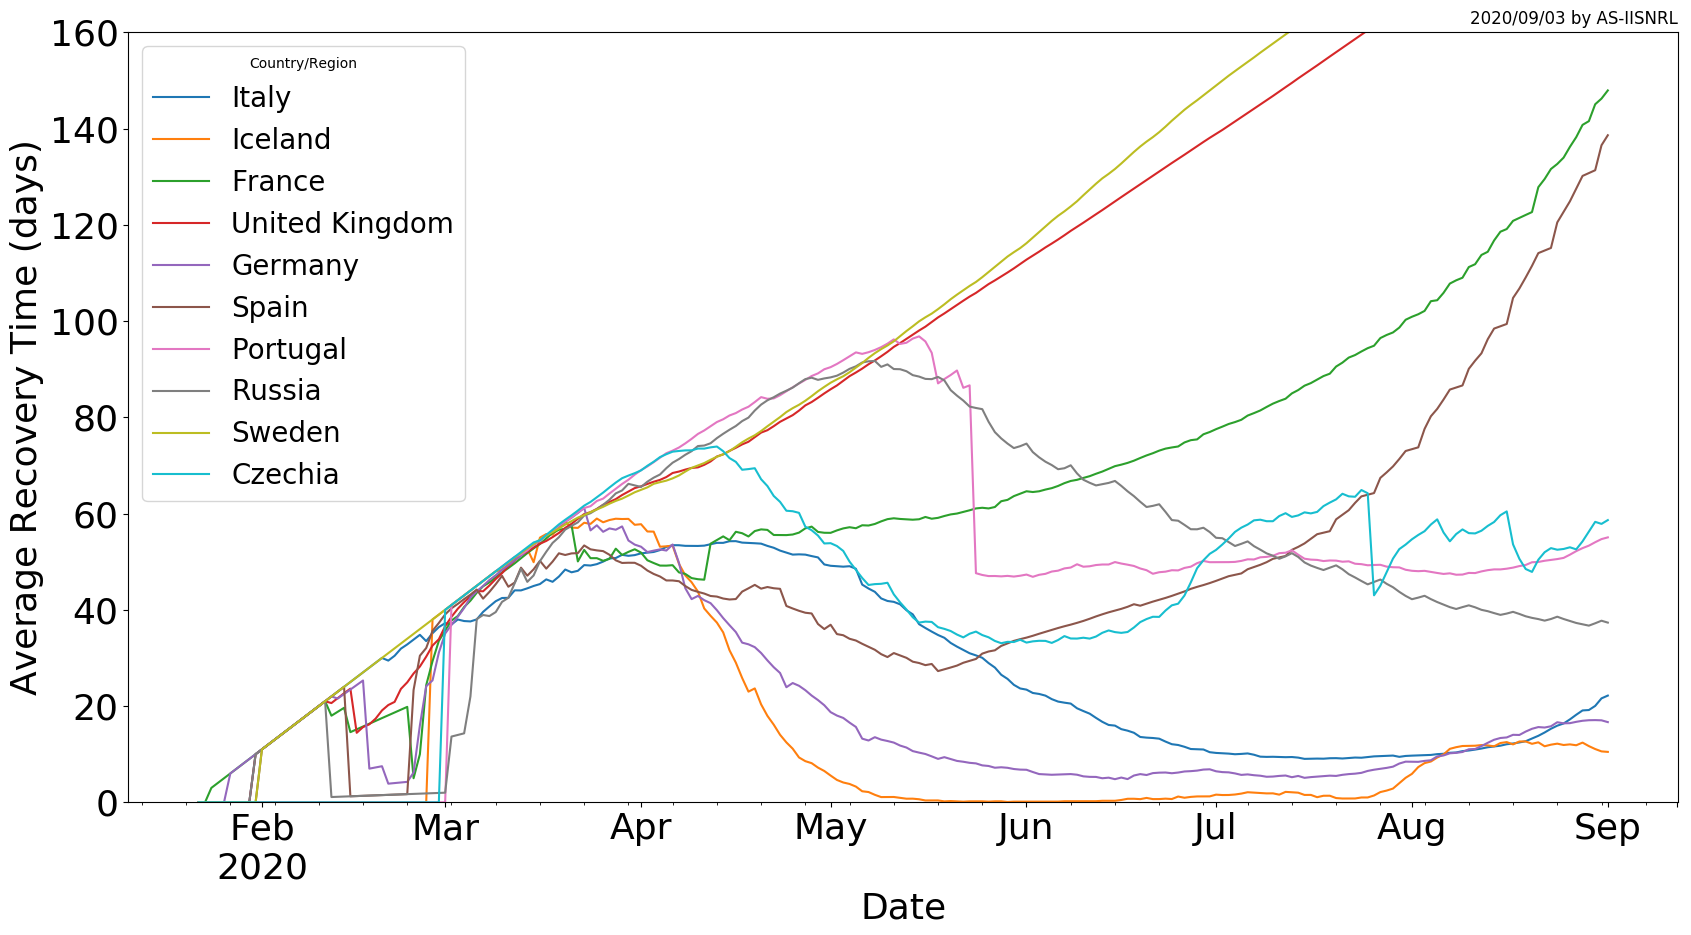 2020/09/03 by AS-IISNRL
Average Recovery Time (days)
160
140
120
100
80
60
40
20
0
Country/Region
Italy
Iceland
France
United Kingdom
Germany
Spain
Portugal
Russia
Sweden
Czechia
Feb Mar Apr May Jun Jul Aug Sep
2020
Date